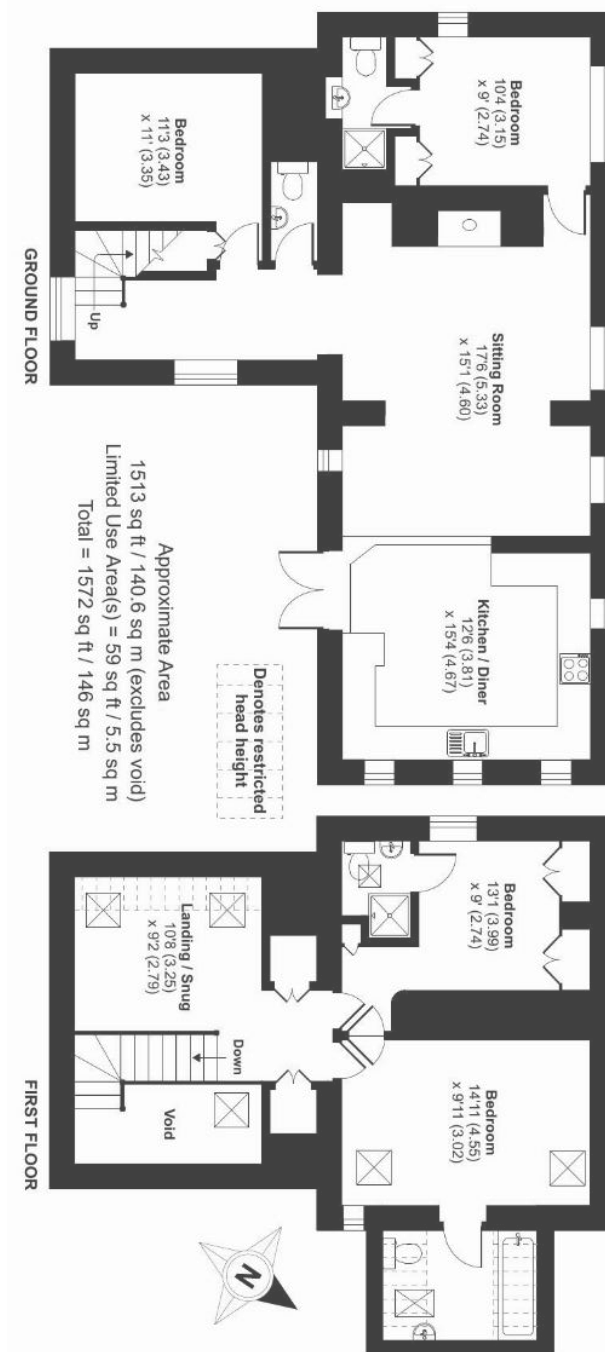 Bedroom
11'3 (3.43)
x 11' (3.35)
Bedroom
10'4 (3.15)
x 9' (2.74)
Up
Sitting Room
17'6 (5.33)
x 15'1 (4.60)
Kitchen / Diner
12'6 (3.81)
x 15'4 (4.67)
GROUND FLOOR
Approximate Area
1513 sq ft / 140.6 sq m (excludes void)
Limited Use Area(s) = 59 sq ft / 5.5 sq m
Total = 1572 sq ft / 146 sq m
Denotes restricted
head height
Bedroom
13'1 (3.99)
x 9' (2.74)
Landing / Snug
10'8 (3.25)
x 9'2 (2.79)
Down
Void
Bedroom
14'11 (4.55)
x 9'11 (3.02)
FIRST FLOOR
N